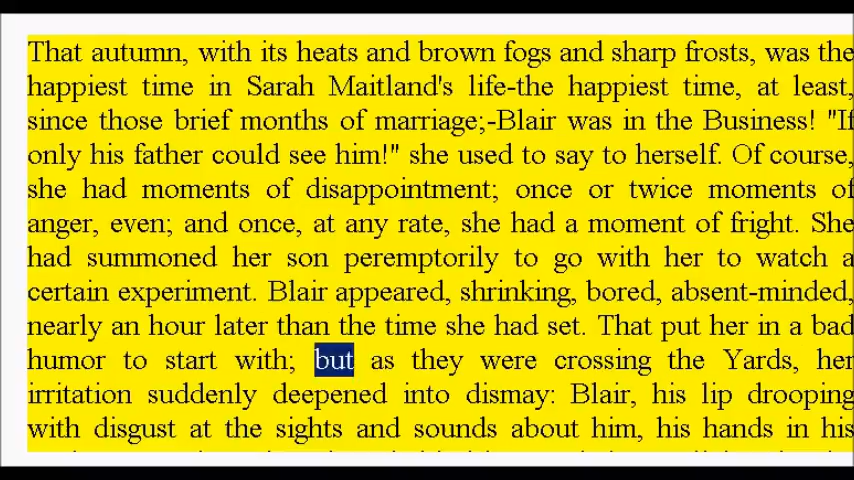 That autumn, with its heats and brown fogs and sharp frosts, was the
happiest time in Sarah Maitland's life-the happiest time, at least,
since those brief months of marriage;-Blair was in the Business! "If
only his father could see him!" she used to say to herself. Of course,
she had moments of disappointment; once or twice moments of
anger, even; and once, at any rate, she had a moment of fright. She
had summoned her son peremptorily to go with her to watch a
certain experiment. Blair appeared, shrinking, bored, absent-minded,
nearly an hour later than the time she had set. That put her in a bad
humor to start with; but as they were crossing the Yards, her
irritation suddenly deepened into dismay: Blair, his lip drooping
with disgust at the sights and sounds about him, his hands in his